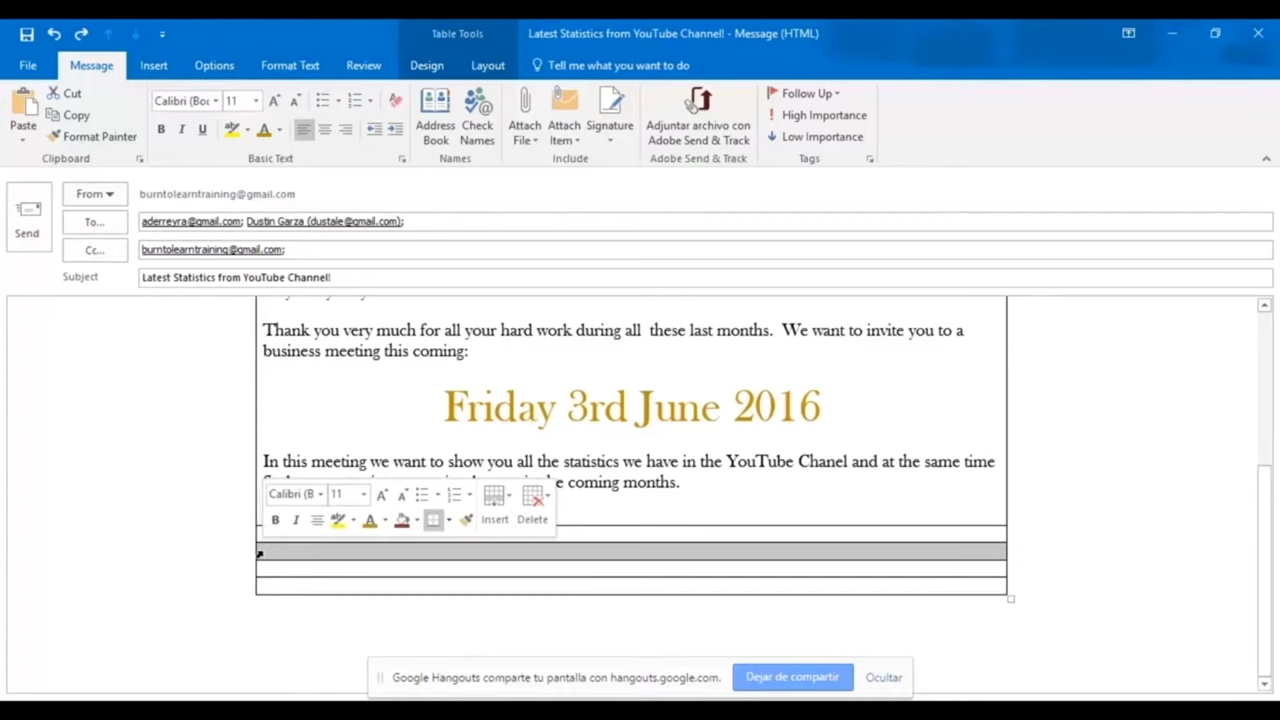 Table Tools
Latest Statistics from YouTube Channel! - Message (HTML)
File Message Insert Options Format Text Review Design Layout Tell me what you want to do
Paste
Cut
Copy
Format Painter
Clipboard
Calibri (Boc 11
B I U
Basic Text
Address Book
Check Names
Names
Attach File
Attach Item
Signature
Include
Adjuntar archivo con Adobe Send & Track
Adobe Send & Track
Follow Up
High Importance
Low Importance
Tags
Send
From burntolearntraining@gmail.com
To... aderreyra@gmail.com; Dustin Garza (dustale@gmail.com);
Cc... burntolearntraining@gmail.com;
Subject Latest Statistics from YouTube Channel!
Thank you very much for all your hard work during all these last months. We want to invite you to a
business meeting this coming:
Friday 3rd June 2016
In this meeting we want to show you all the statistics we have in the YouTube Chanel and at the same time
coming months.
Calibri (B 11
B I Insert Delete
Google Hangouts comparte tu pantalla con hangouts.google.com. Dejar de compartir Ocultar